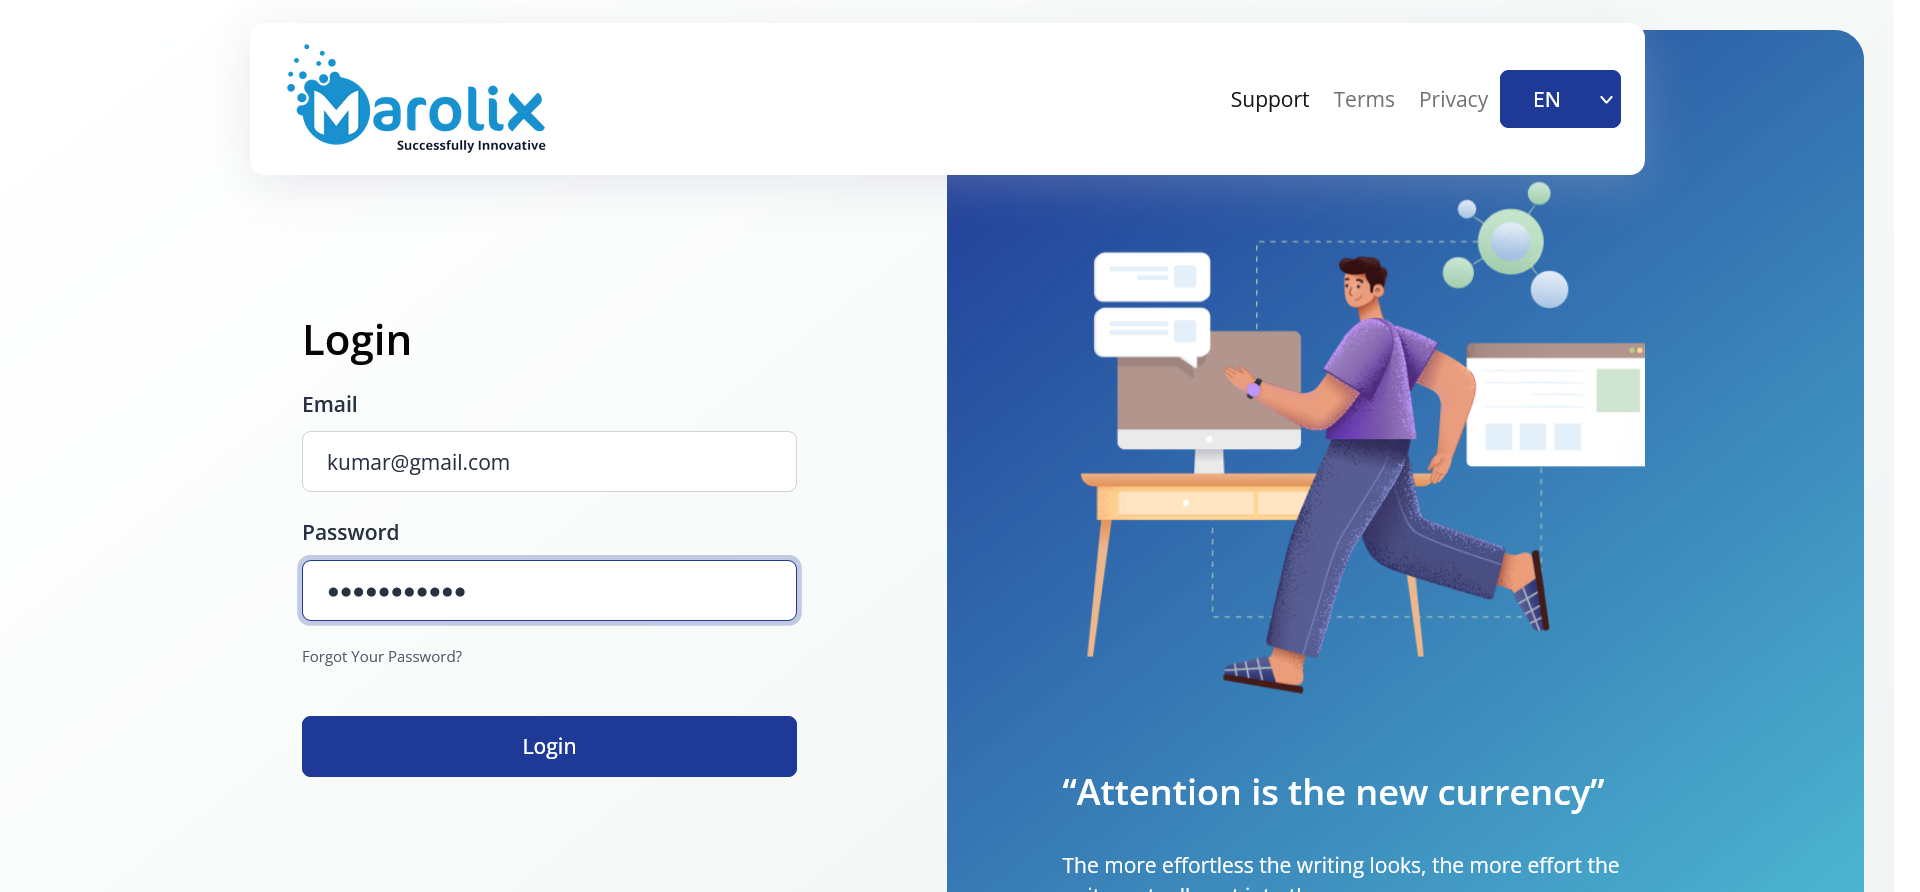 Marolix
Successfully Innovative
Support Terms Privacy EN
Login
Email
kumar@gmail.com
Password
Forgot Your Password?
Login
“Attention is the new currency”
The more effortless the writing looks, the more effort the